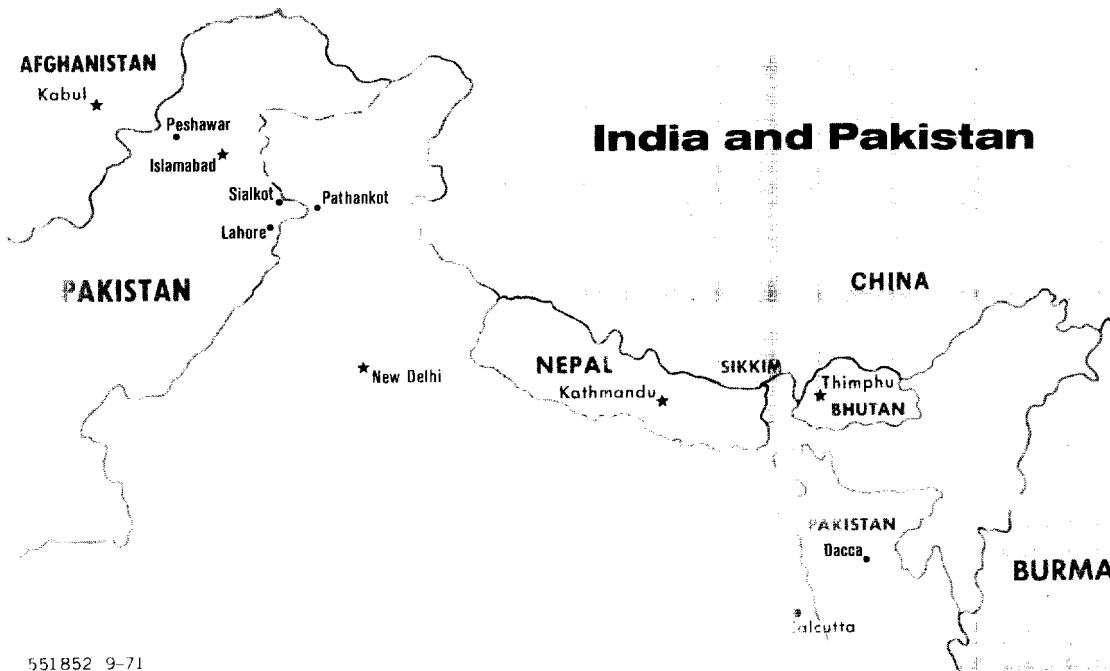 AFGHANISTAN
Kabul
Peshawar
Islamabad
Sialkot
Pathankot
Lahore
India and Pakistan
PAKISTAN
CHINA
New Delhi
NEPAL
Kathmandu
SIKKIM
Thimphu
BHUTAN
PAKISTAN
Dacca
BURMA
alcutta
551852 9-71